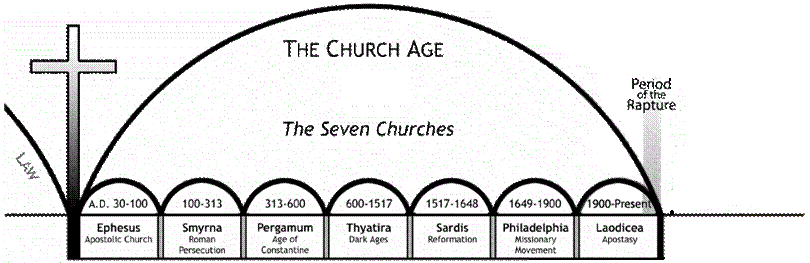 THE CHURCH AGE
Period
of the
Rapture
The Seven Churches
LAW
A.D. 30-100
100-313
313-600
600-1517
1517-1648
1649-1900
1900-Present
Ephesus
Apostolic Church
Smyrna
Roman
Persecution
Pergamum
Age of
Constantine
Thyatira
Dark Ages
Sardis
Reformation
Philadelphia
Missionary
Movement
Laodicea
Apostasy